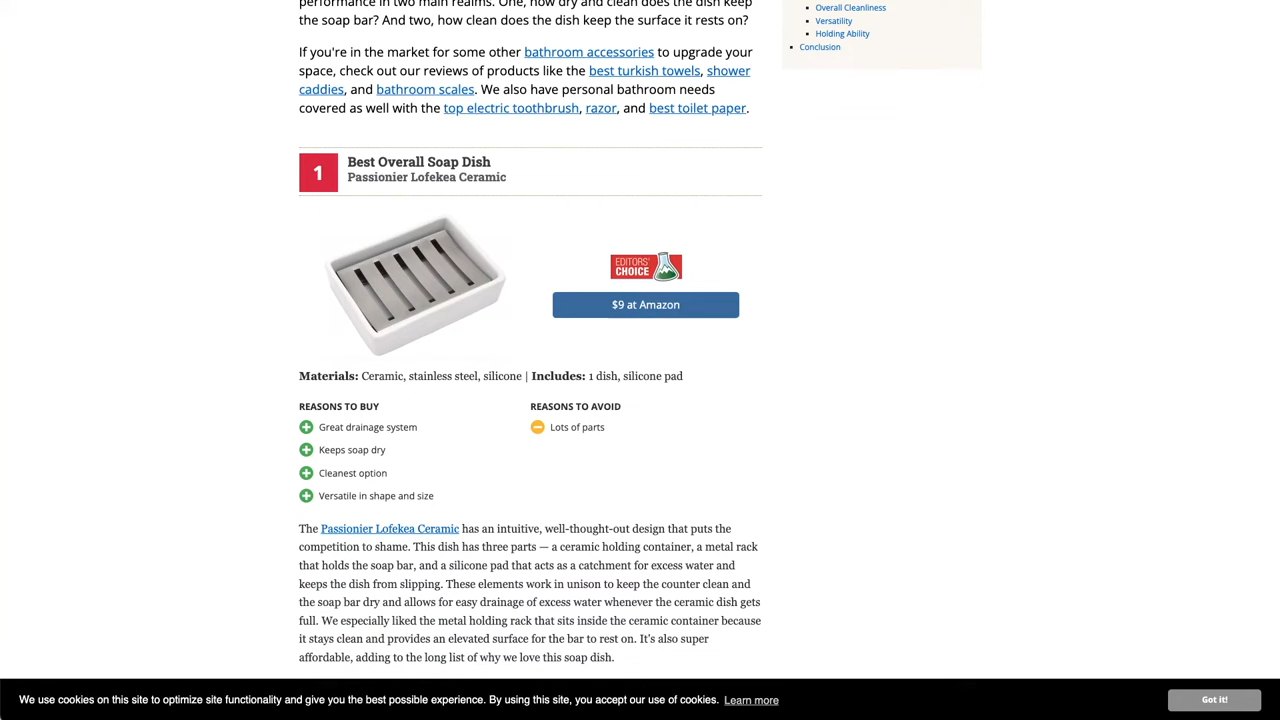 performance in two main realms. One, how dry and clean does the dish keep
the soap bar? And two, how clean does the dish keep the surface it rests on?
If you're in the market for some other bathroom accessories to upgrade your
space, check out our reviews of products like the best turkish towels, shower
caddies, and bathroom scales. We also have personal bathroom needs
covered as well with the top electric toothbrush, razor, and best toilet paper.
Overall Cleanliness
Versatility
Holding Ability
Conclusion
1
Best Overall Soap Dish
Passionier Lofekea Ceramic
EDITORS'
CHOICE
$9 at Amazon
Materials: Ceramic, stainless steel, silicone | Includes: 1 dish, silicone pad
REASONS TO BUY
Great drainage system
Keeps soap dry
Cleanest option
Versatile in shape and size
REASONS TO AVOID
Lots of parts
The Passionier Lofekea Ceramic has an intuitive, well-thought-out design that puts the
competition to shame. This dish has three parts — a ceramic holding container, a metal rack
that holds the soap bar, and a silicone pad that acts as a catchment for excess water and
keeps the dish from slipping. These elements work in unison to keep the counter clean and
the soap bar dry and allows for easy drainage of excess water whenever the ceramic dish gets
full. We especially liked the metal holding rack that sits inside the ceramic container because
it stays clean and provides an elevated surface for the bar to rest on. It's also super
affordable, adding to the long list of why we love this soap dish.
We use cookies on this site to optimize site functionality and give you the best possible experience. By using this site, you accept our use of cookies. Learn more
Got it!